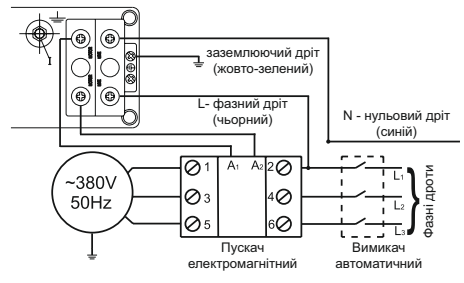 заземлюючий дріт
(жовто-зелений)
L- фазний дріт
(чорний)
N - нульовий дріт
(синій)
I
~380V
50Hz
1 A1 A2 2
3 4
5 6
L1
L2
L3
Фазні дроти
Пускач
електромагнітний
Вимикач
автоматичний